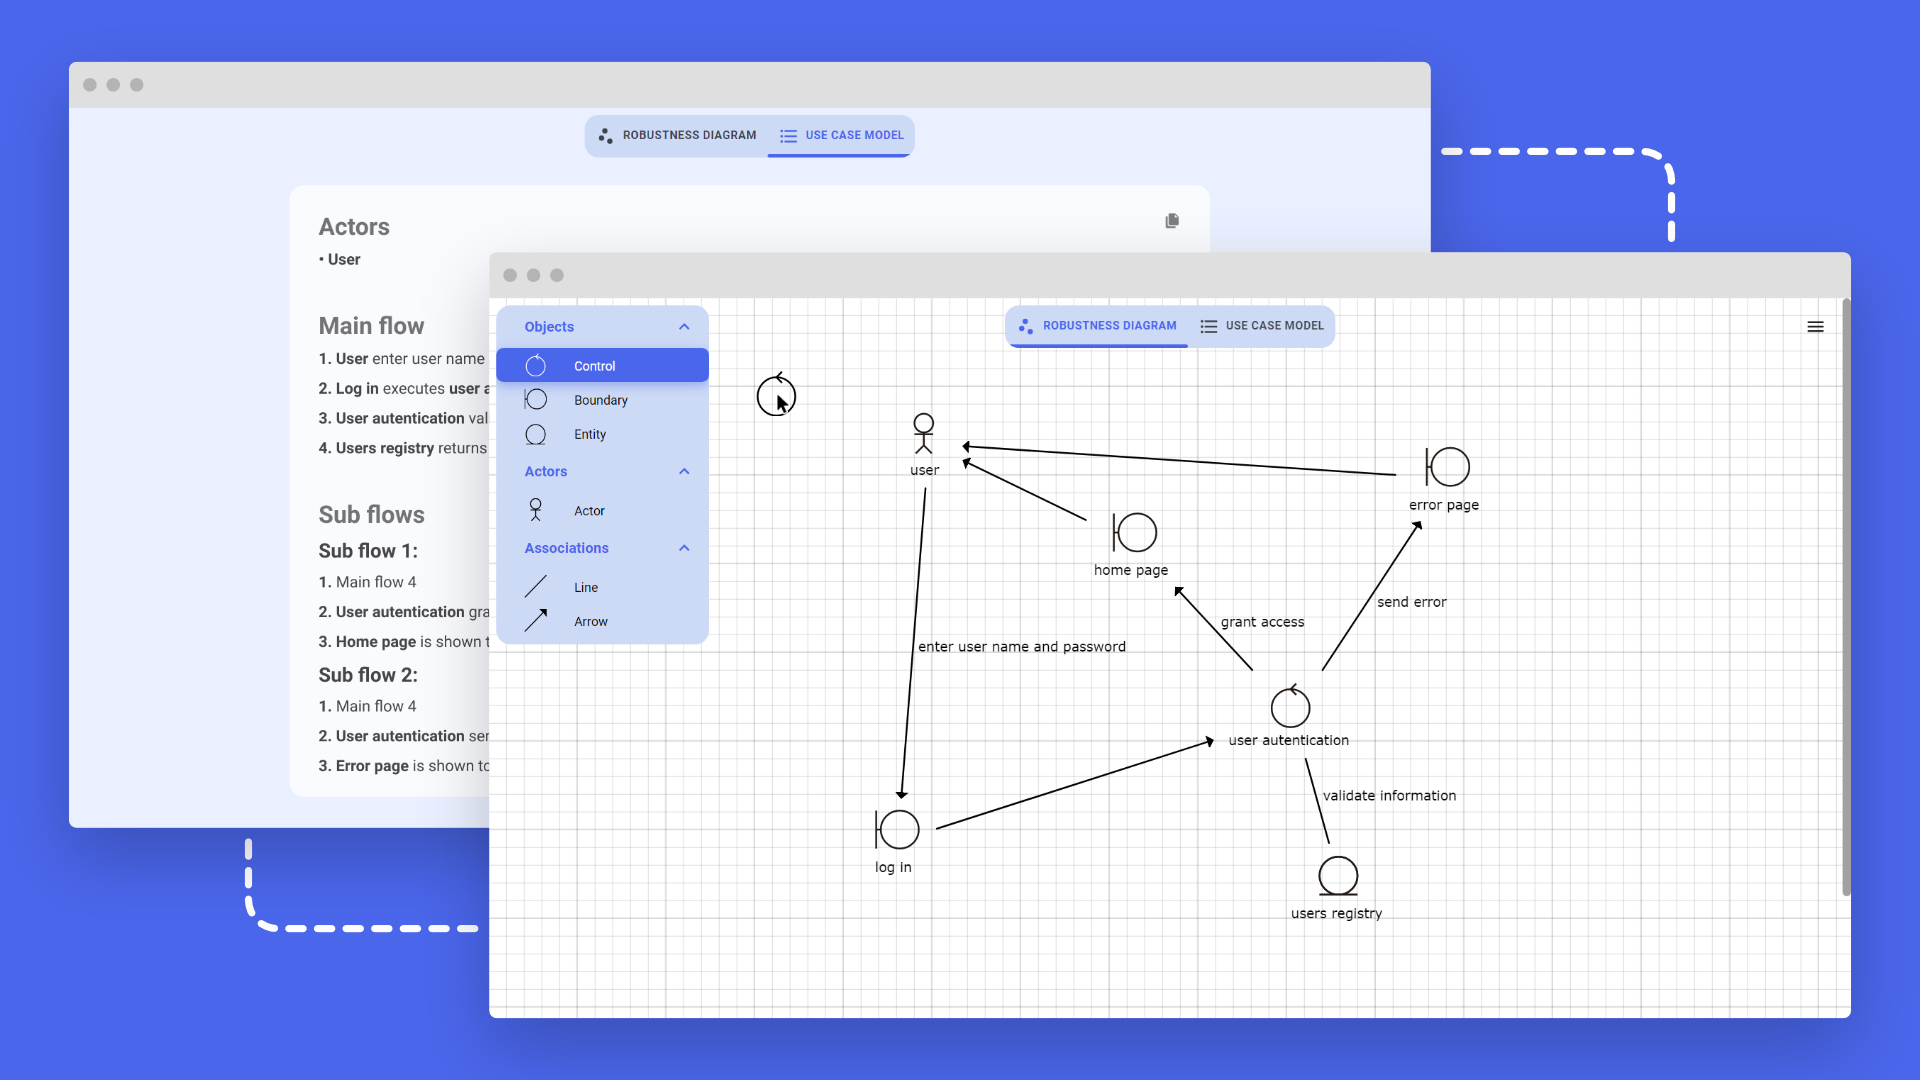 ROBUSTNESS DIAGRAM
USE CASE MODEL
Actors
• User
Main flow
1. User enter user name
2. Log in executes user a
3. User autentication val
4. Users registry returns
Sub flows
Sub flow 1:
1. Main flow 4
2. User autentication gra
3. Home page is shown t
Sub flow 2:
1. Main flow 4
2. User autentication ser
3. Error page is shown to
Objects
Control
Boundary
Entity
Actors
Actor
Associations
Line
Arrow
ROBUSTNESS DIAGRAM
USE CASE MODEL
user
error page
home page
send error
grant access
enter user name and password
user autentication
validate information
log in
users registry